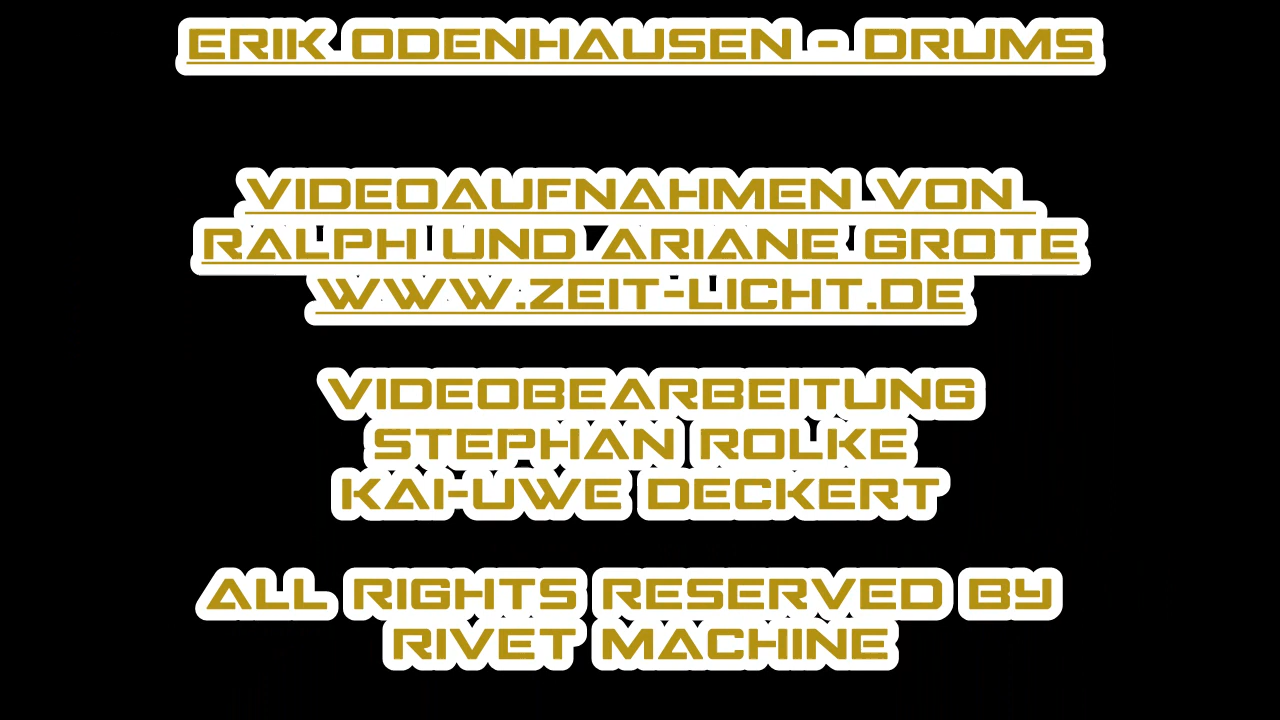 ERIK ODENHAUSEN - DRUMS
VIDEOAUFNAHMEN VON
RALPH UND ARIANE GROTE
WWW.ZEIT-LICHT.DE
VIDEOBEARBEITUNG
STEPHAN ROLKE
KAI-UWE DECKERT
ALL RIGHTS RESERVED BY
RIVET MACHINE